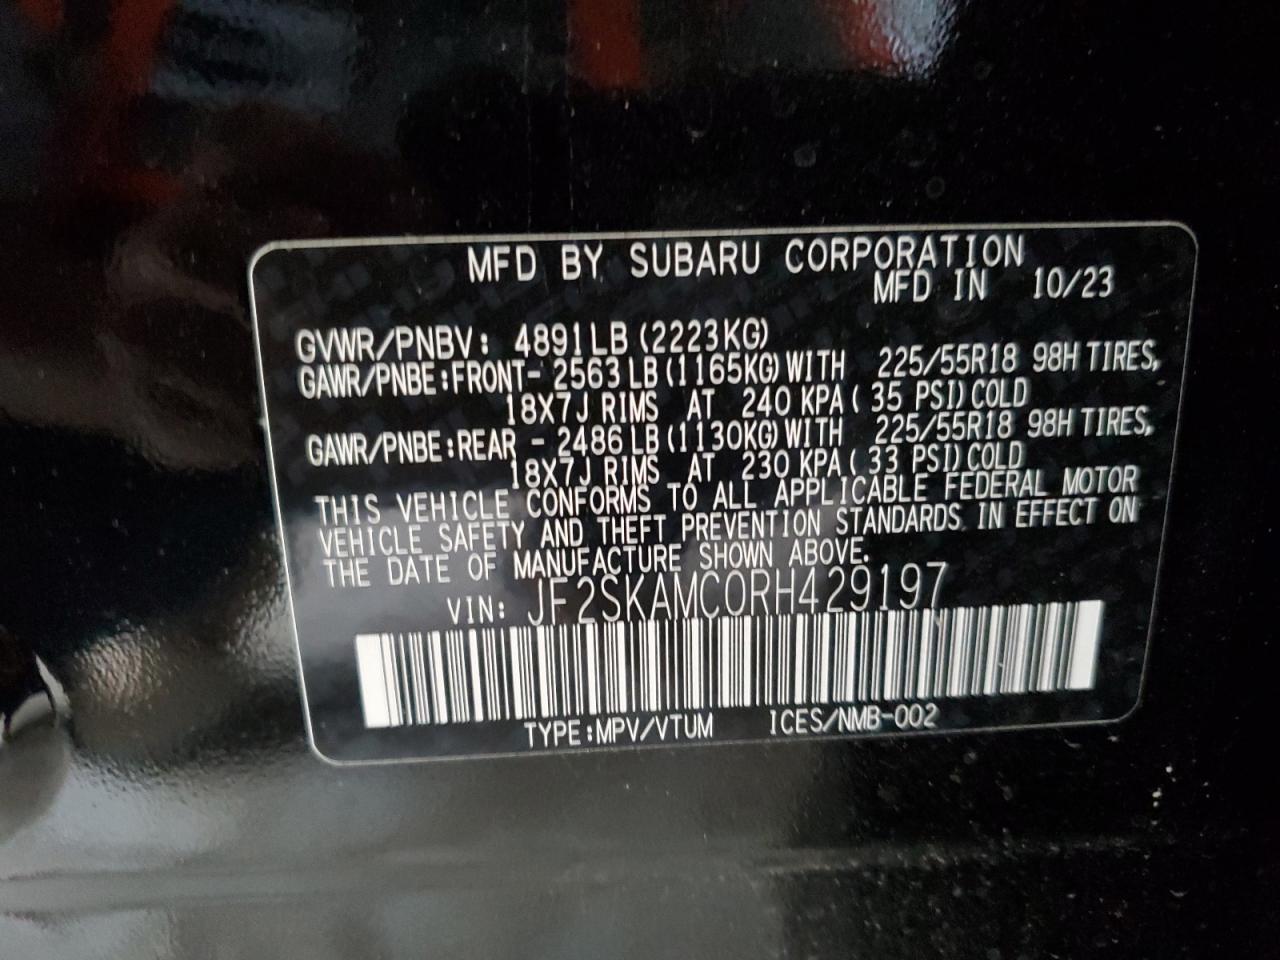 MFD BY SUBARU CORPORATION
MFD IN 10/23
GVWR/PNBV: 4891LB (2223KG)
GAWR/PNBE:FRONT- 2563 LB (1165KG) WITH 225/55R18 98H TIRES,
18X7J RIMS AT 240 KPA ( 35 PSI) COLD
GAWR/PNBE:REAR - 2486 LB (1130KG) WITH 225/55R18 98H TIRES,
18X7J RIMS AT 230 KPA ( 33 PSI) COLD
THIS VEHICLE CONFORMS TO ALL APPLICABLE FEDERAL MOTOR
VEHICLE SAFETY AND THEFT PREVENTION STANDARDS IN EFFECT ON
THE DATE OF MANUFACTURE SHOWN ABOVE.
VIN: JF2SKAMC0RH429197
TYPE:MPV/VTUM ICES/NMB-002